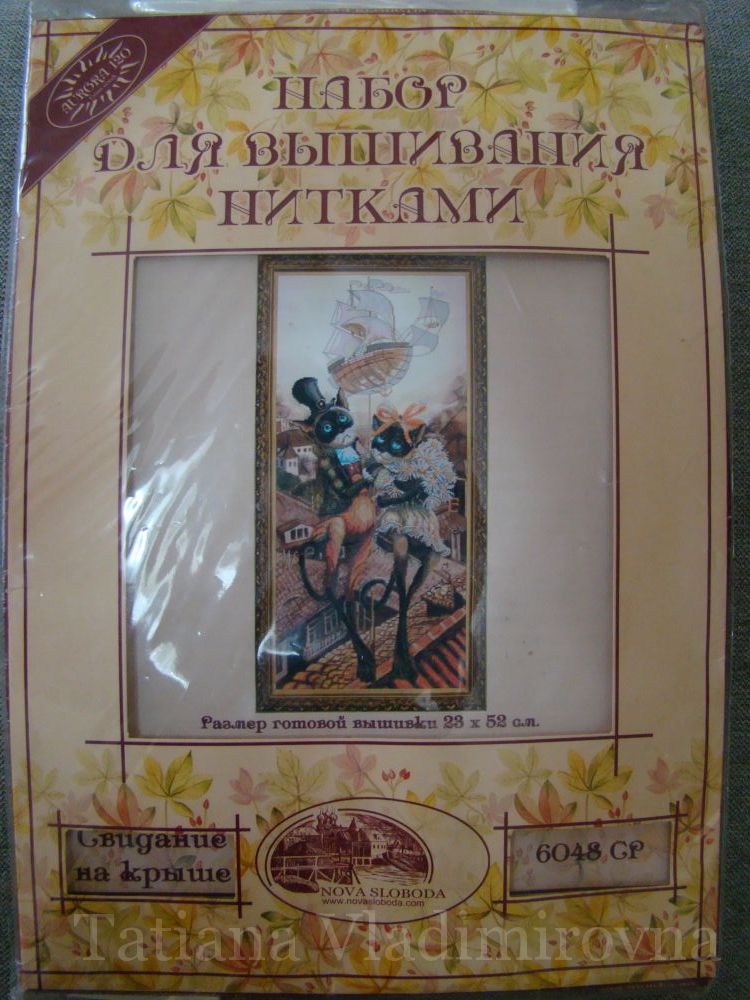 НАБОР
ДЛЯ ВЫШИВАНИЯ
НИТКАМИ
Размер готовой вышивки 23 х 52 см.
Свидание
на крыше
NOVA SLOBODA
www.novasloboda.com
6048 СР
Tatiana Vladimirovna